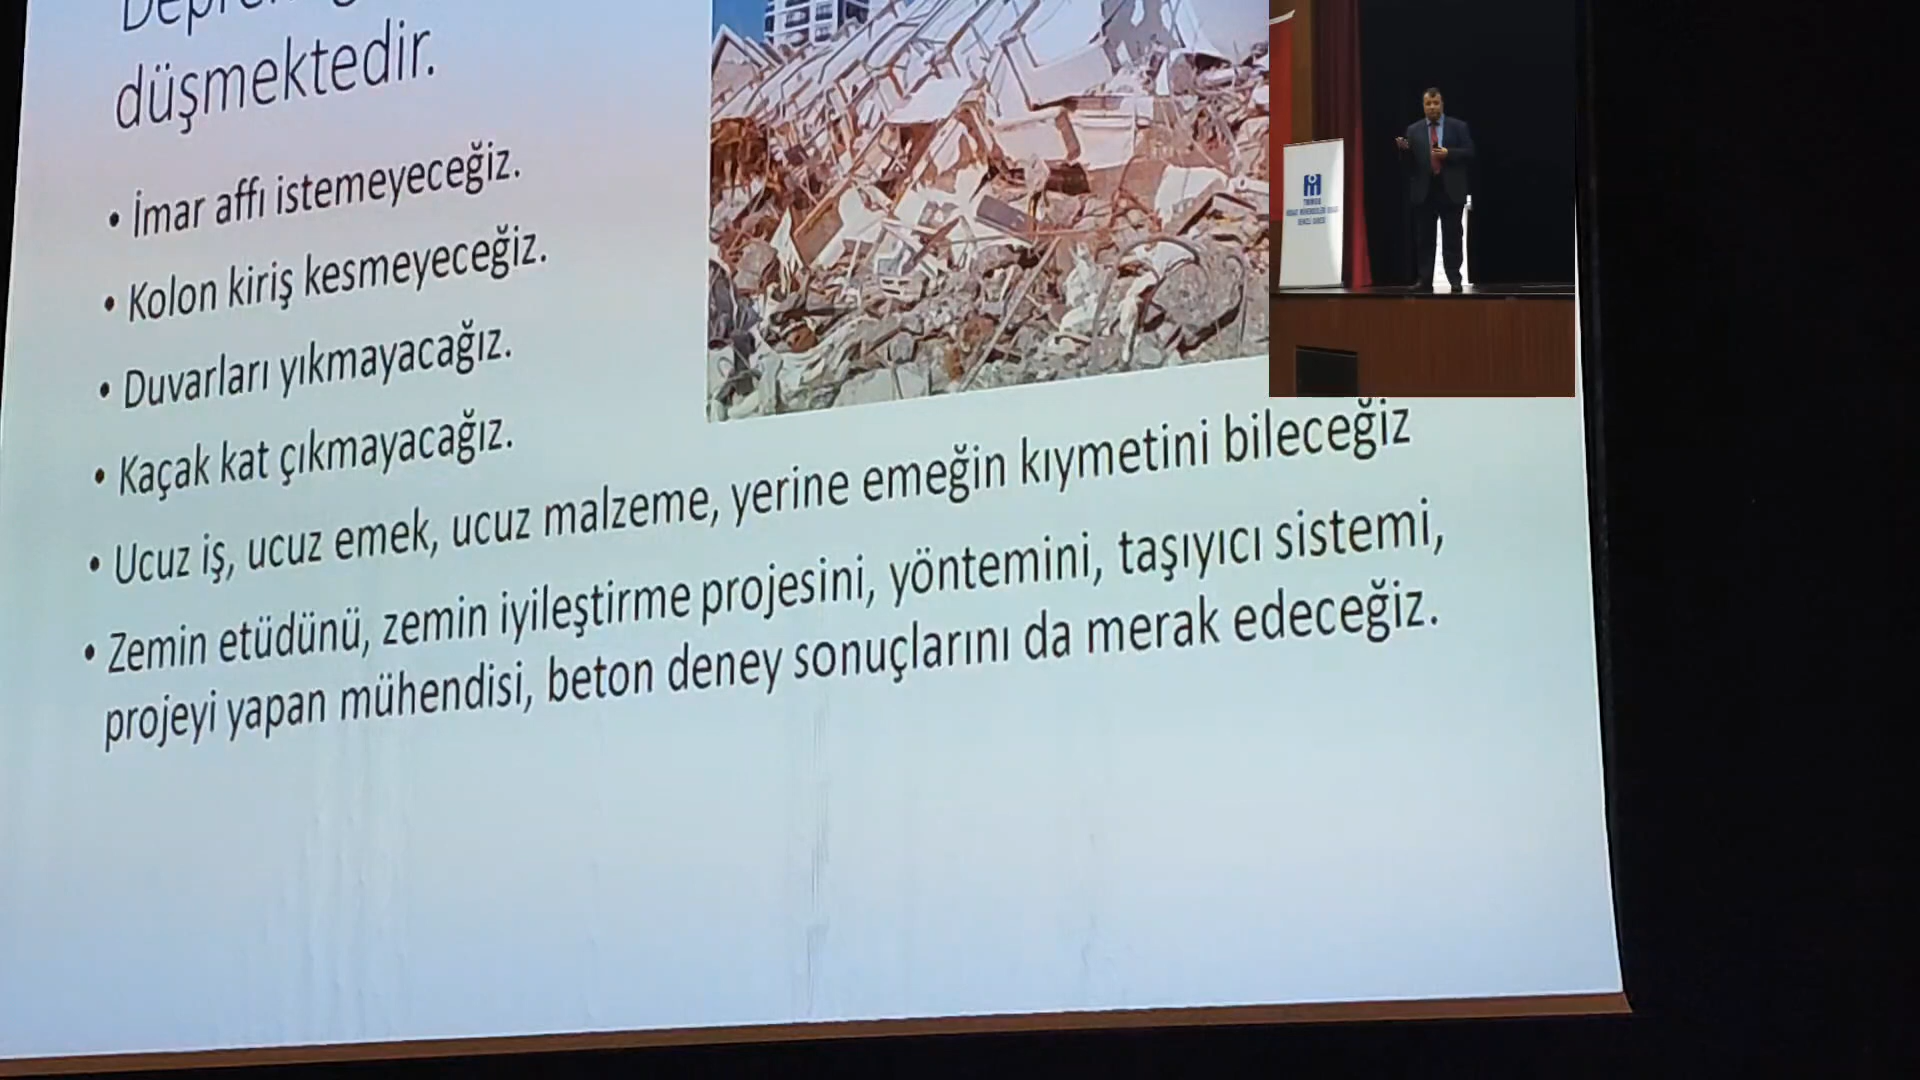 düşmektedir.
• İmar affı istemeyeceğiz.
• Kolon kiriş kesmeyeceğiz.
• Duvarları yıkmayacağız.
• Kaçak kat çıkmayacağız.
• Ucuz iş, ucuz emek, ucuz malzeme, yerine emeğin kıymetini bileceğiz
• Zemin etüdünü, zemin iyileştirme projesini, yöntemini, taşıyıcı sistemi,
projeyi yapan mühendisi, beton deney sonuçlarını da merak edeceğiz.
TMMOB